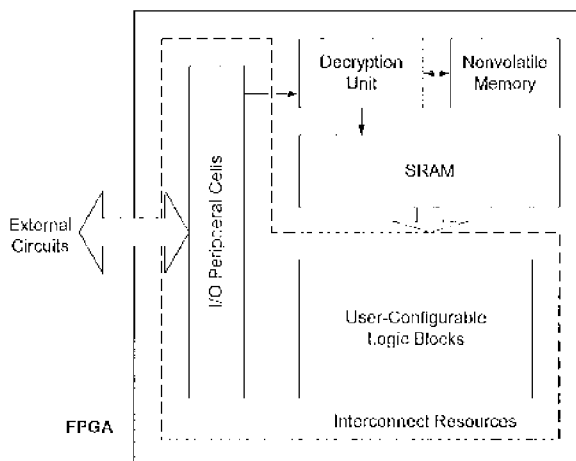 Decryption
Unit
Nonvolatile
Memory
SRAM
External
Circuits
I/O Peripheral Cells
User-Configurable
Logic Blocks
Interconnect Resources
FPGA